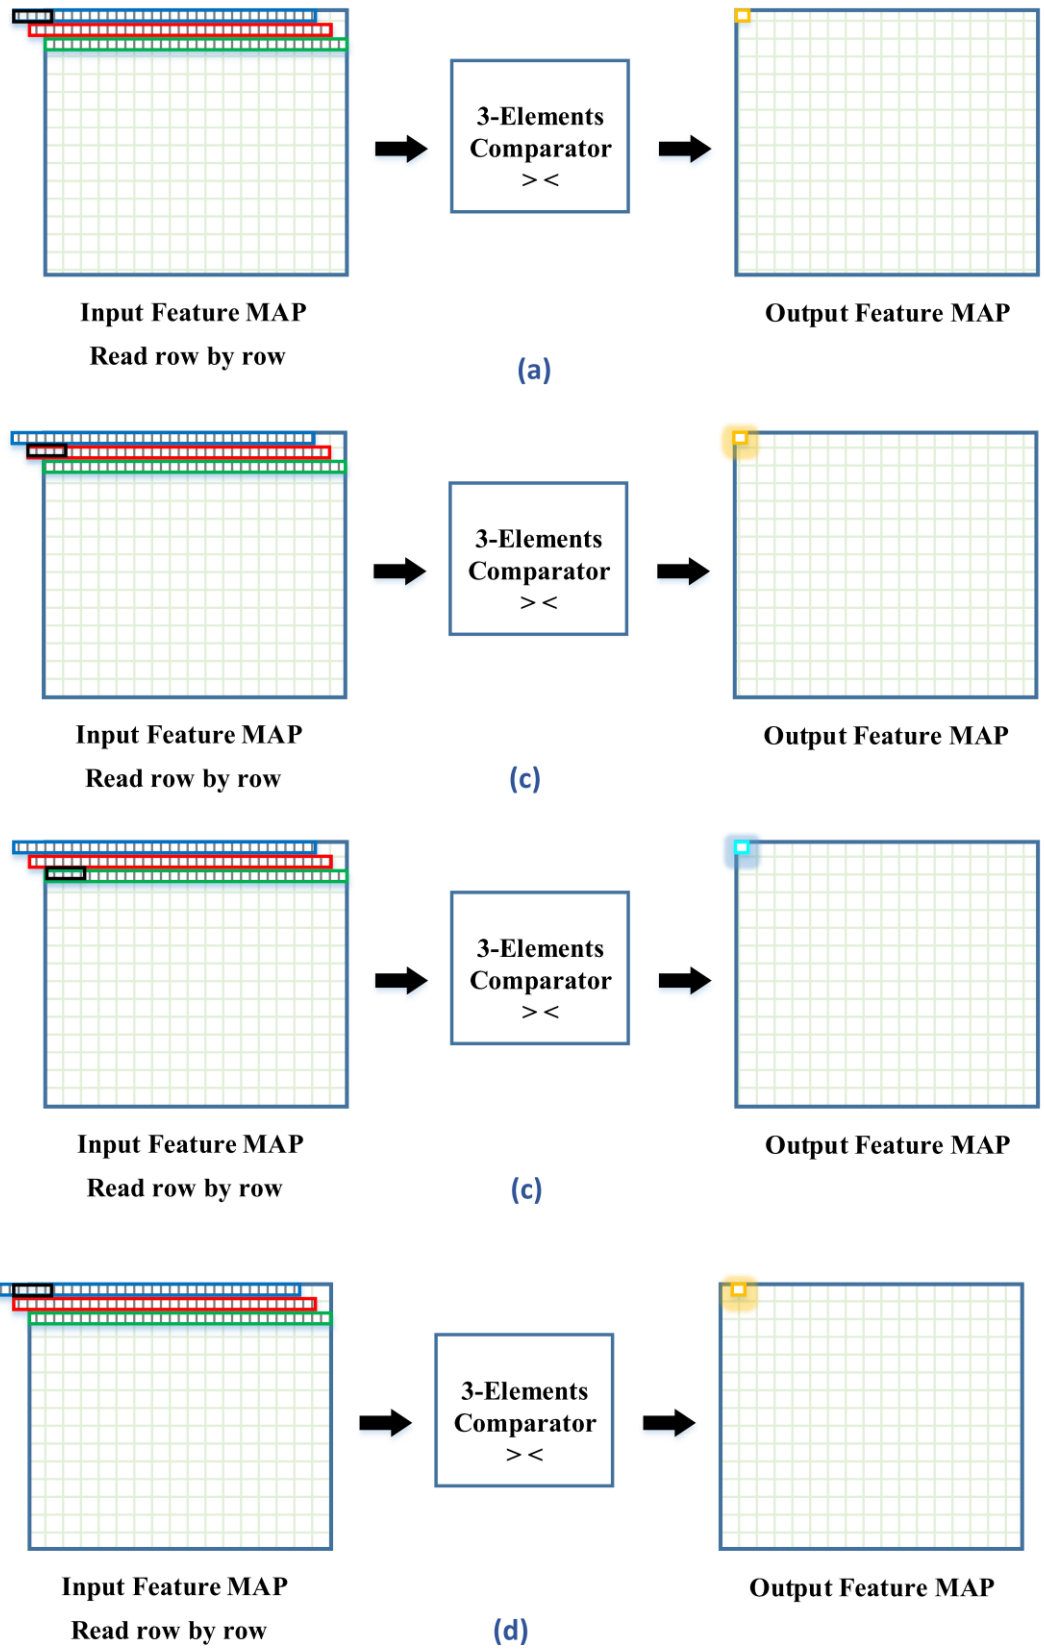 3-Elements
Comparator
> <
Input Feature MAP
Read row by row
Output Feature MAP
(a)
3-Elements
Comparator
> <
Input Feature MAP
Read row by row
Output Feature MAP
(c)
3-Elements
Comparator
> <
Input Feature MAP
Read row by row
Output Feature MAP
(c)
3-Elements
Comparator
> <
Input Feature MAP
Read row by row
Output Feature MAP
(d)